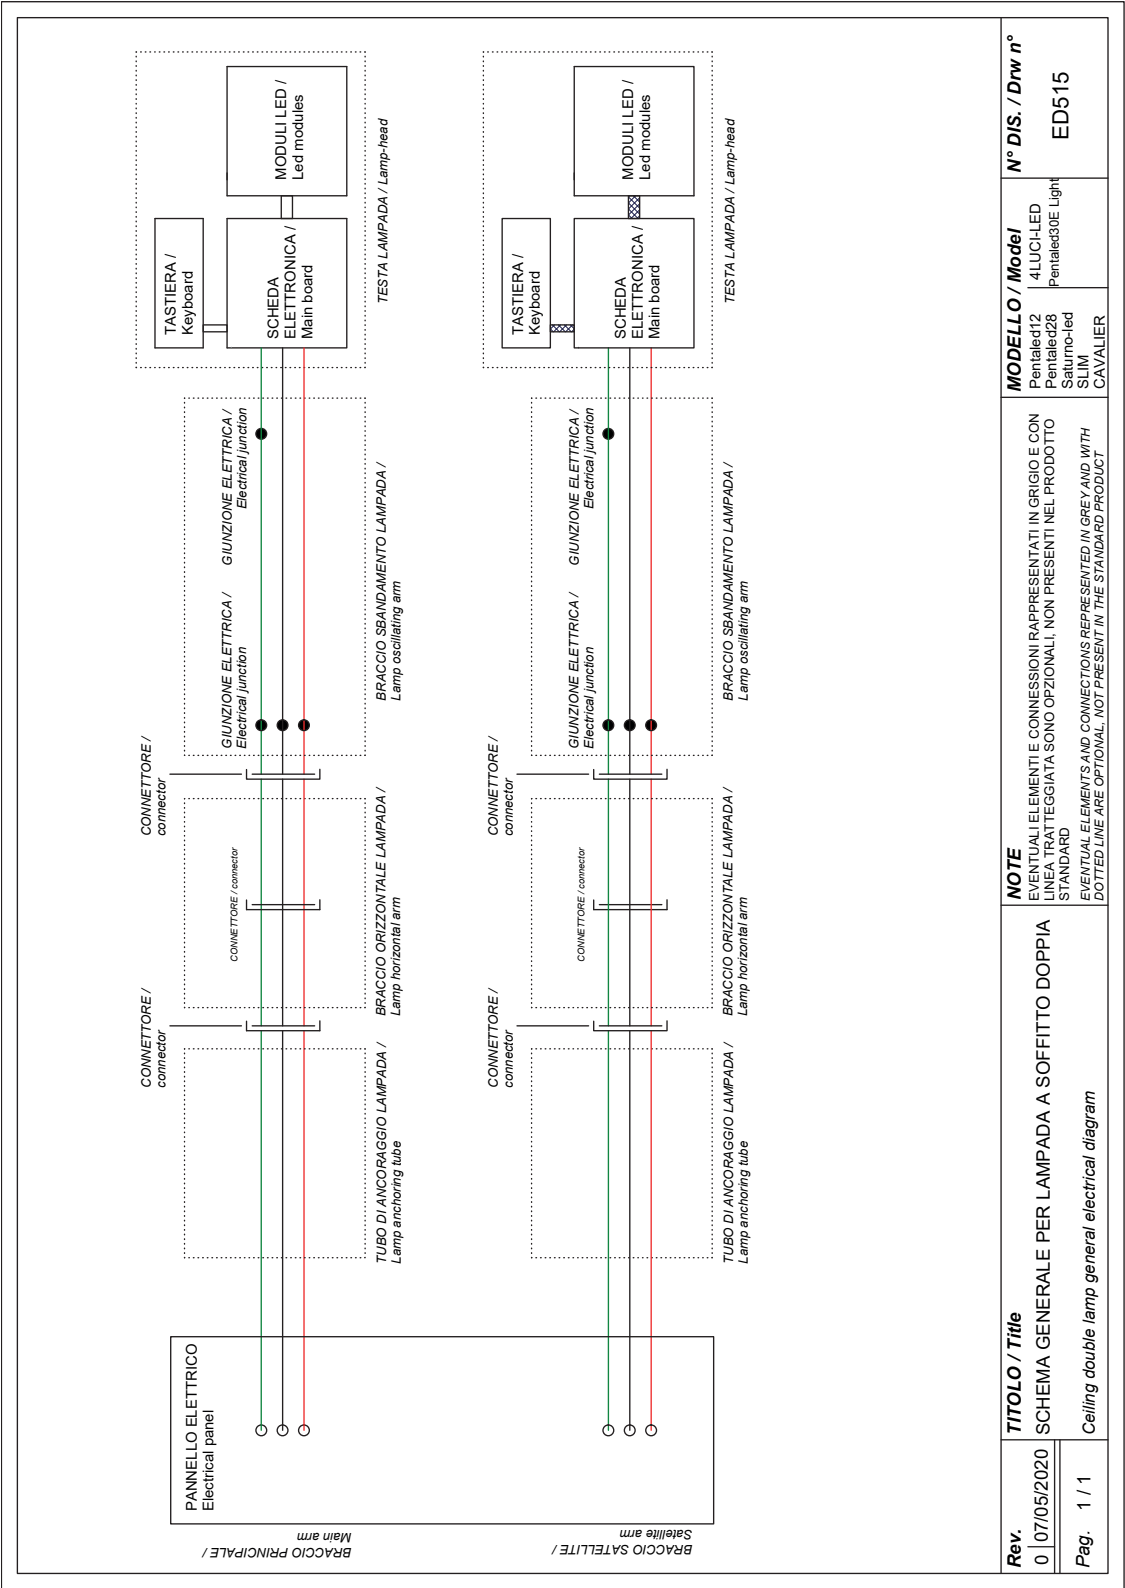 BRACCIO PRINCIPALE /
Main arm
BRACCIO SATELLITE /
Satellite arm
PANNELLO ELETTRICO
Electrical panel
CONNETTORE /
connector
TUBO DI ANCORAGGIO LAMPADA /
Lamp anchoring tube
CONNETTORE / connector
BRACCIO ORIZZONTALE LAMPADA /
Lamp horizontal arm
CONNETTORE /
connector
GIUNZIONE ELETTRICA /
Electrical junction
GIUNZIONE ELETTRICA /
Electrical junction
BRACCIO SBANDAMENTO LAMPADA /
Lamp oscillating arm
TASTIERA /
Keyboard
SCHEDA
ELETTRONICA /
Main board
MODULI LED /
Led modules
TESTA LAMPADA / Lamp-head
CONNETTORE /
connector
TUBO DI ANCORAGGIO LAMPADA /
Lamp anchoring tube
CONNETTORE / connector
BRACCIO ORIZZONTALE LAMPADA /
Lamp horizontal arm
CONNETTORE /
connector
GIUNZIONE ELETTRICA /
Electrical junction
GIUNZIONE ELETTRICA /
Electrical junction
BRACCIO SBANDAMENTO LAMPADA /
Lamp oscillating arm
TASTIERA /
Keyboard
SCHEDA
ELETTRONICA /
Main board
MODULI LED /
Led modules
TESTA LAMPADA / Lamp-head
Rev.
0 07/05/2020
Pag. 1 / 1
TITOLO / Title
SCHEMA GENERALE PER LAMPADA A SOFFITTO DOPPIA
Ceiling double lamp general electrical diagram
NOTE
EVENTUALI ELEMENTI E CONNESSIONI RAPPRESENTATI IN GRIGIO E CON
LINEA TRATTEGGIATA SONO OPZIONALI, NON PRESENTI NEL PRODOTTO
STANDARD
EVENTUAL ELEMENTS AND CONNECTIONS REPRESENTED IN GREY AND WITH
DOTTED LINE ARE OPTIONAL, NOT PRESENT IN THE STANDARD PRODUCT
MODELLO / Model
Pentaled12
Pentaled28
Saturno-led
SLIM
CAVALIER
4LUCI-LED
Pentaled30E Light
N° DIS. / Drw n°
ED515